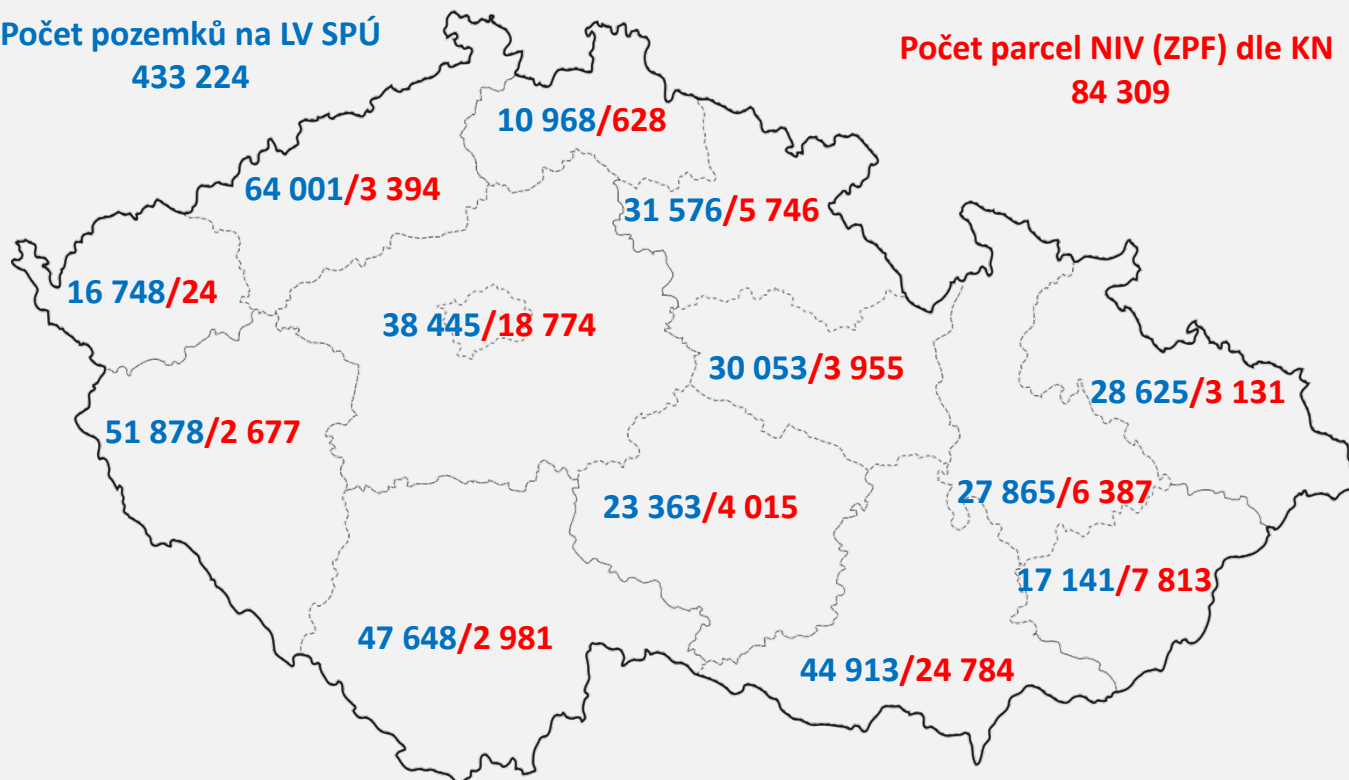 Počet pozemků na LV SPÚ
433 224
Počet parcel NIV (ZPF) dle KN
84 309
10 968/628
64 001/3 394
31 576/5 746
16 748/24
38 445/18 774
30 053/3 955
28 625/3 131
51 878/2 677
27 865/6 387
23 363/4 015
17 141/7 813
47 648/2 981
44 913/24 784